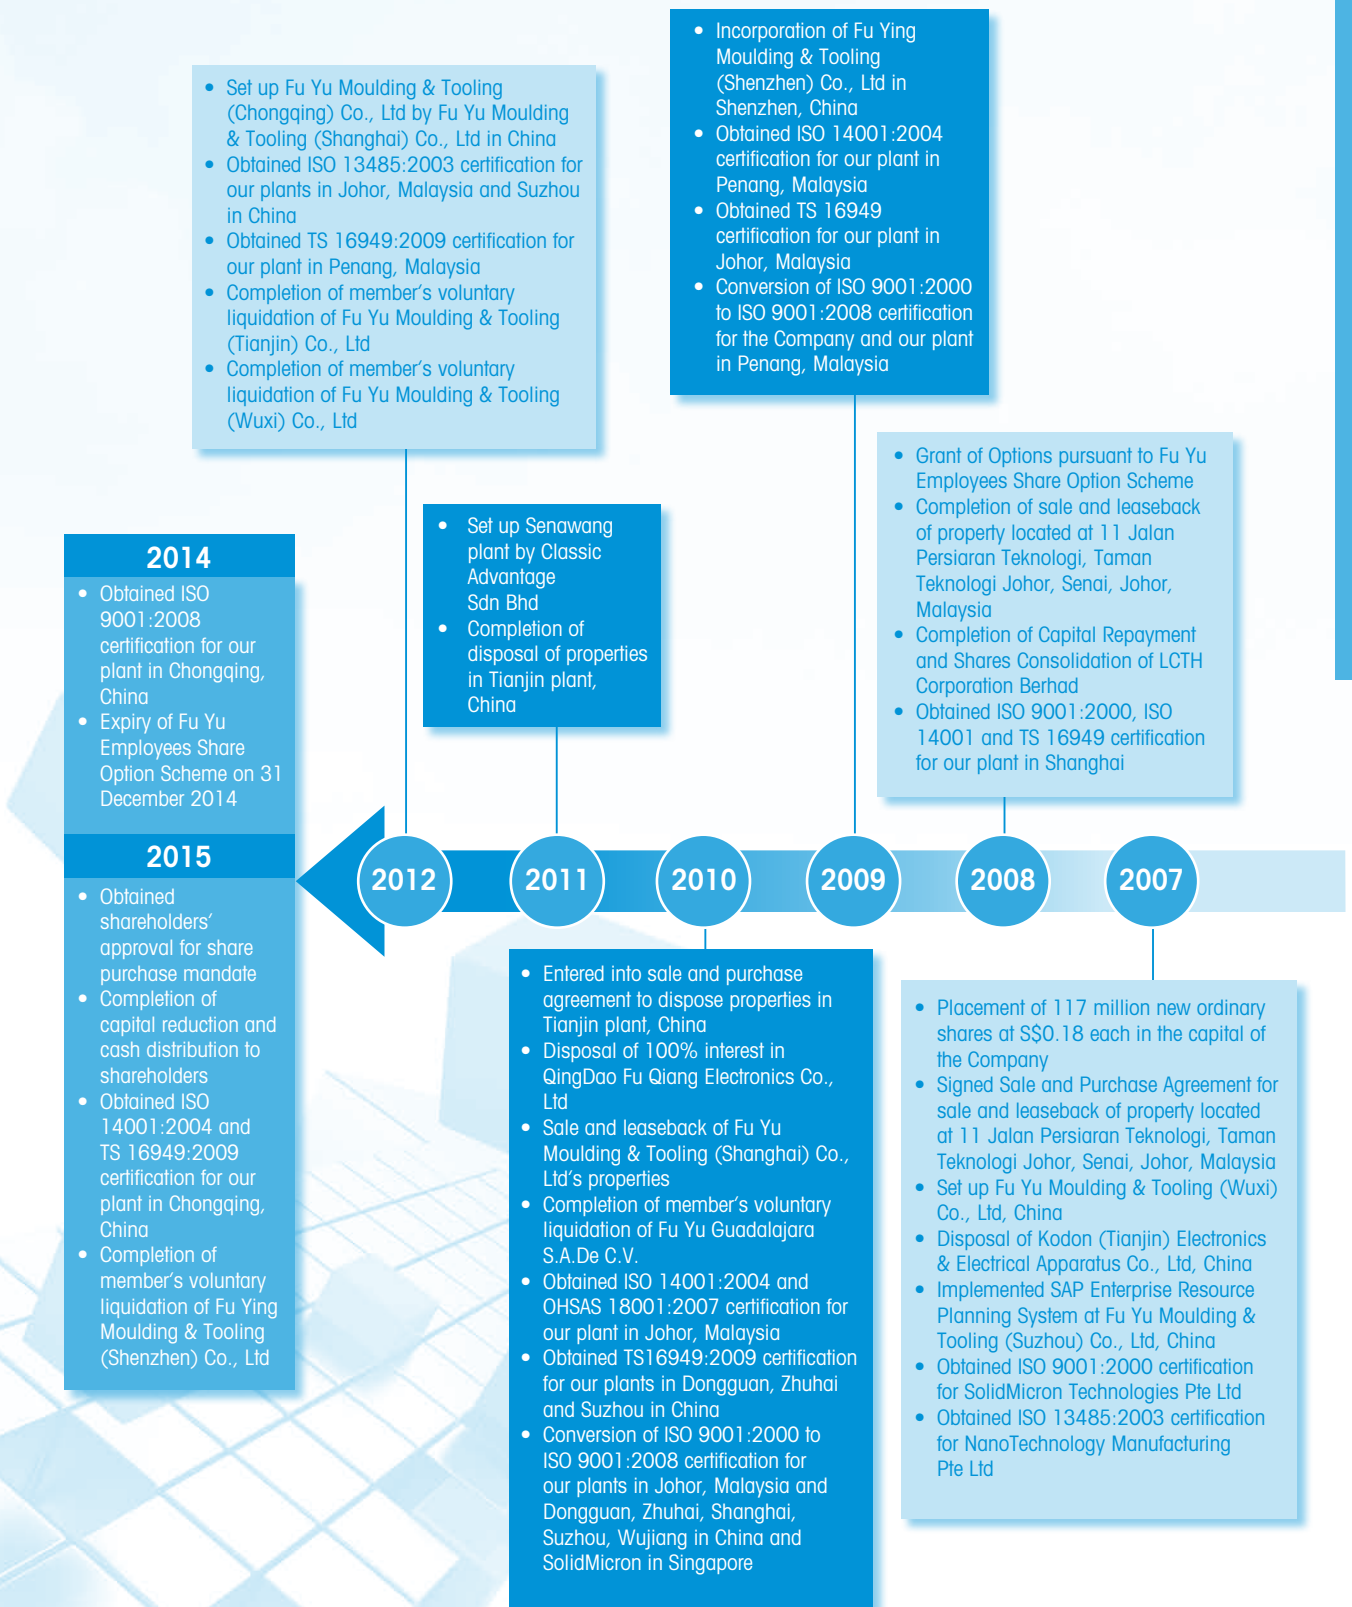 • Incorporation of Fu Ying
Moulding & Tooling
(Shenzhen) Co., Ltd in
Shenzhen, China
• Obtained ISO 14001:2004
certification for our plant in
Penang, Malaysia
• Obtained TS 16949
certification for our plant in
Johor, Malaysia
• Conversion of ISO 9001:2000
to ISO 9001:2008 certification
for the Company and our plant
in Penang, Malaysia
• Set up Fu Yu Moulding & Tooling
(Chongqing) Co., Ltd by Fu Yu Moulding
& Tooling (Shanghai) Co., Ltd in China
• Obtained ISO 13485:2003 certification for
our plants in Johor, Malaysia and Suzhou
in China
• Obtained TS 16949:2009 certification for
our plant in Penang, Malaysia
• Completion of member's voluntary
liquidation of Fu Yu Moulding & Tooling
(Tianjin) Co., Ltd
• Completion of member's voluntary
liquidation of Fu Yu Moulding & Tooling
(Wuxi) Co., Ltd
• Grant of Options pursuant to Fu Yu
Employees Share Option Scheme
• Completion of sale and leaseback
of property located at 11 Jalan
Persiaran Teknologi, Taman
Teknologi Johor, Senai, Johor,
Malaysia
• Completion of Capital Repayment
and Shares Consolidation of LCTH
Corporation Berhad
• Obtained ISO 9001:2000, ISO
14001 and TS 16949 certification
for our plant in Shanghai
• Set up Senawang
plant by Classic
Advantage
Sdn Bhd
• Completion of
disposal of properties
in Tianjin plant,
China
2014
• Obtained ISO
9001:2008
certification for our
plant in Chongqing,
China
• Expiry of Fu Yu
Employees Share
Option Scheme on 31
December 2014
2015
• Obtained
shareholders'
approval for share
purchase mandate
• Completion of
capital reduction and
cash distribution to
shareholders
• Obtained ISO
14001:2004 and
TS 16949:2009
certification for our
plant in Chongqing,
China
• Completion of
member's voluntary
liquidation of Fu Ying
Moulding & Tooling
(Shenzhen) Co., Ltd
2012
2011
2010
2009
2008
2007
• Entered into sale and purchase
agreement to dispose properties in
Tianjin plant, China
• Disposal of 100% interest in
QingDao Fu Qiang Electronics Co.,
Ltd
• Sale and leaseback of Fu Yu
Moulding & Tooling (Shanghai) Co.,
Ltd's properties
• Completion of member's voluntary
liquidation of Fu Yu Guadalajara
S.A.De C.V.
• Obtained ISO 14001:2004 and
OHSAS 18001:2007 certification for
our plant in Johor, Malaysia
• Obtained TS16949:2009 certification
for our plants in Dongguan, Zhuhai
and Suzhou in China
• Conversion of ISO 9001:2000 to
ISO 9001:2008 certification for
our plants in Johor, Malaysia and
Dongguan, Zhuhai, Shanghai,
Suzhou, Wujiang in China and
SolidMicron in Singapore
• Placement of 117 million new ordinary
shares at S$0.18 each in the capital of
the Company
• Signed Sale and Purchase Agreement for
sale and leaseback of property located
at 11 Jalan Persiaran Teknologi, Taman
Teknologi Johor, Senai, Johor, Malaysia
• Set up Fu Yu Moulding & Tooling (Wuxi)
Co., Ltd, China
• Disposal of Kodon (Tianjin) Electronics
& Electrical Apparatus Co., Ltd, China
• Implemented SAP Enterprise Resource
Planning System at Fu Yu Moulding &
Tooling (Suzhou) Co., Ltd, China
• Obtained ISO 9001:2000 certification
for SolidMicron Technologies Pte Ltd
• Obtained ISO 13485:2003 certification
for NanoTechnology Manufacturing
Pte Ltd